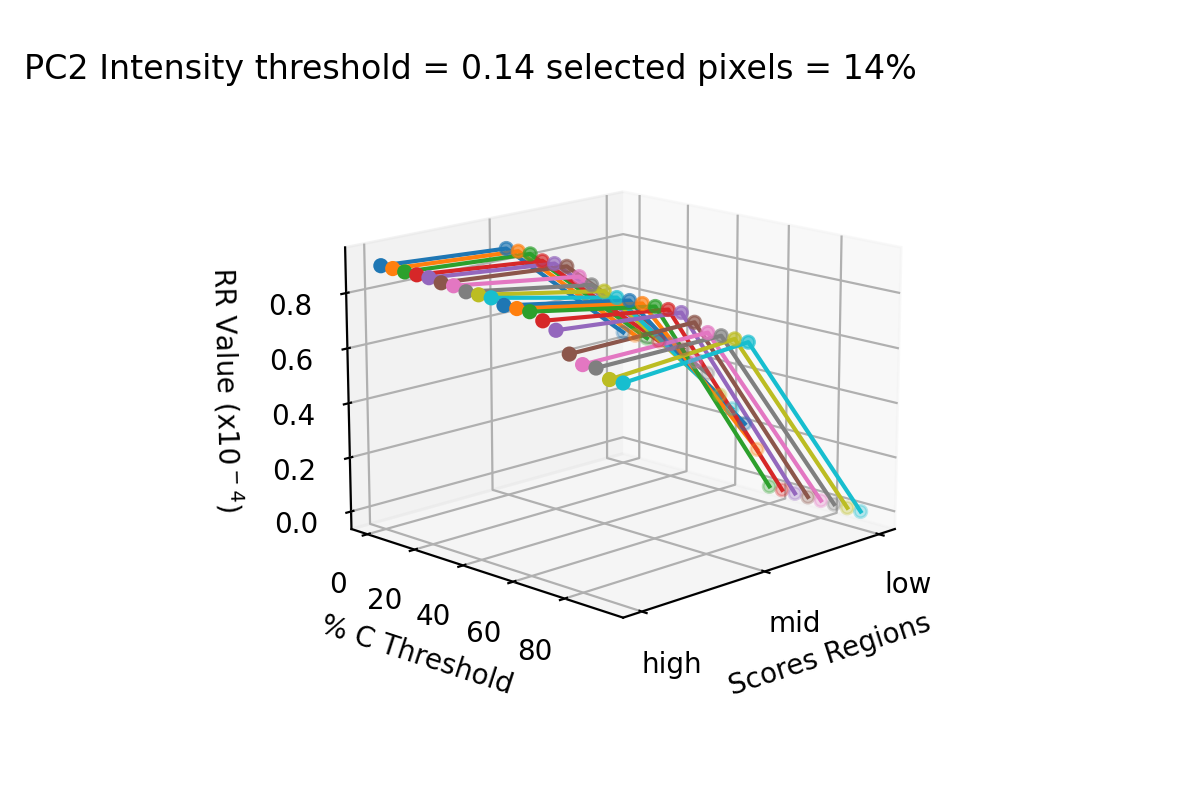 PC2 Intensity threshold = 0.14 selected pixels = 14%
RR Value (x10⁻⁴)
0.8
0.6
0.4
0.2
0.0
0
20
40
60
80
% C Threshold
low
mid
high
Scores Regions